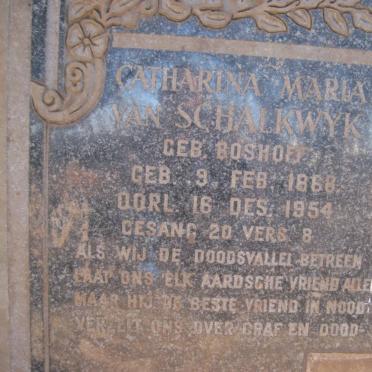 CATHARINA MARIA
VAN SCHALKWYK
GEB. BOSHOFF
GEB. 9 FEB. 1868.
OORL. 16 DES. 1954
GESANG 20 VERS 8
ALS WIJ DE DOODSVALLEI BETREEN
LAAT ONS ELK AARDSCHE VRIEND ALLE
MAAR HIJ DE BESTE VRIEND IN NOOD
VERZELT ONS OVER GRAF EN DOOD